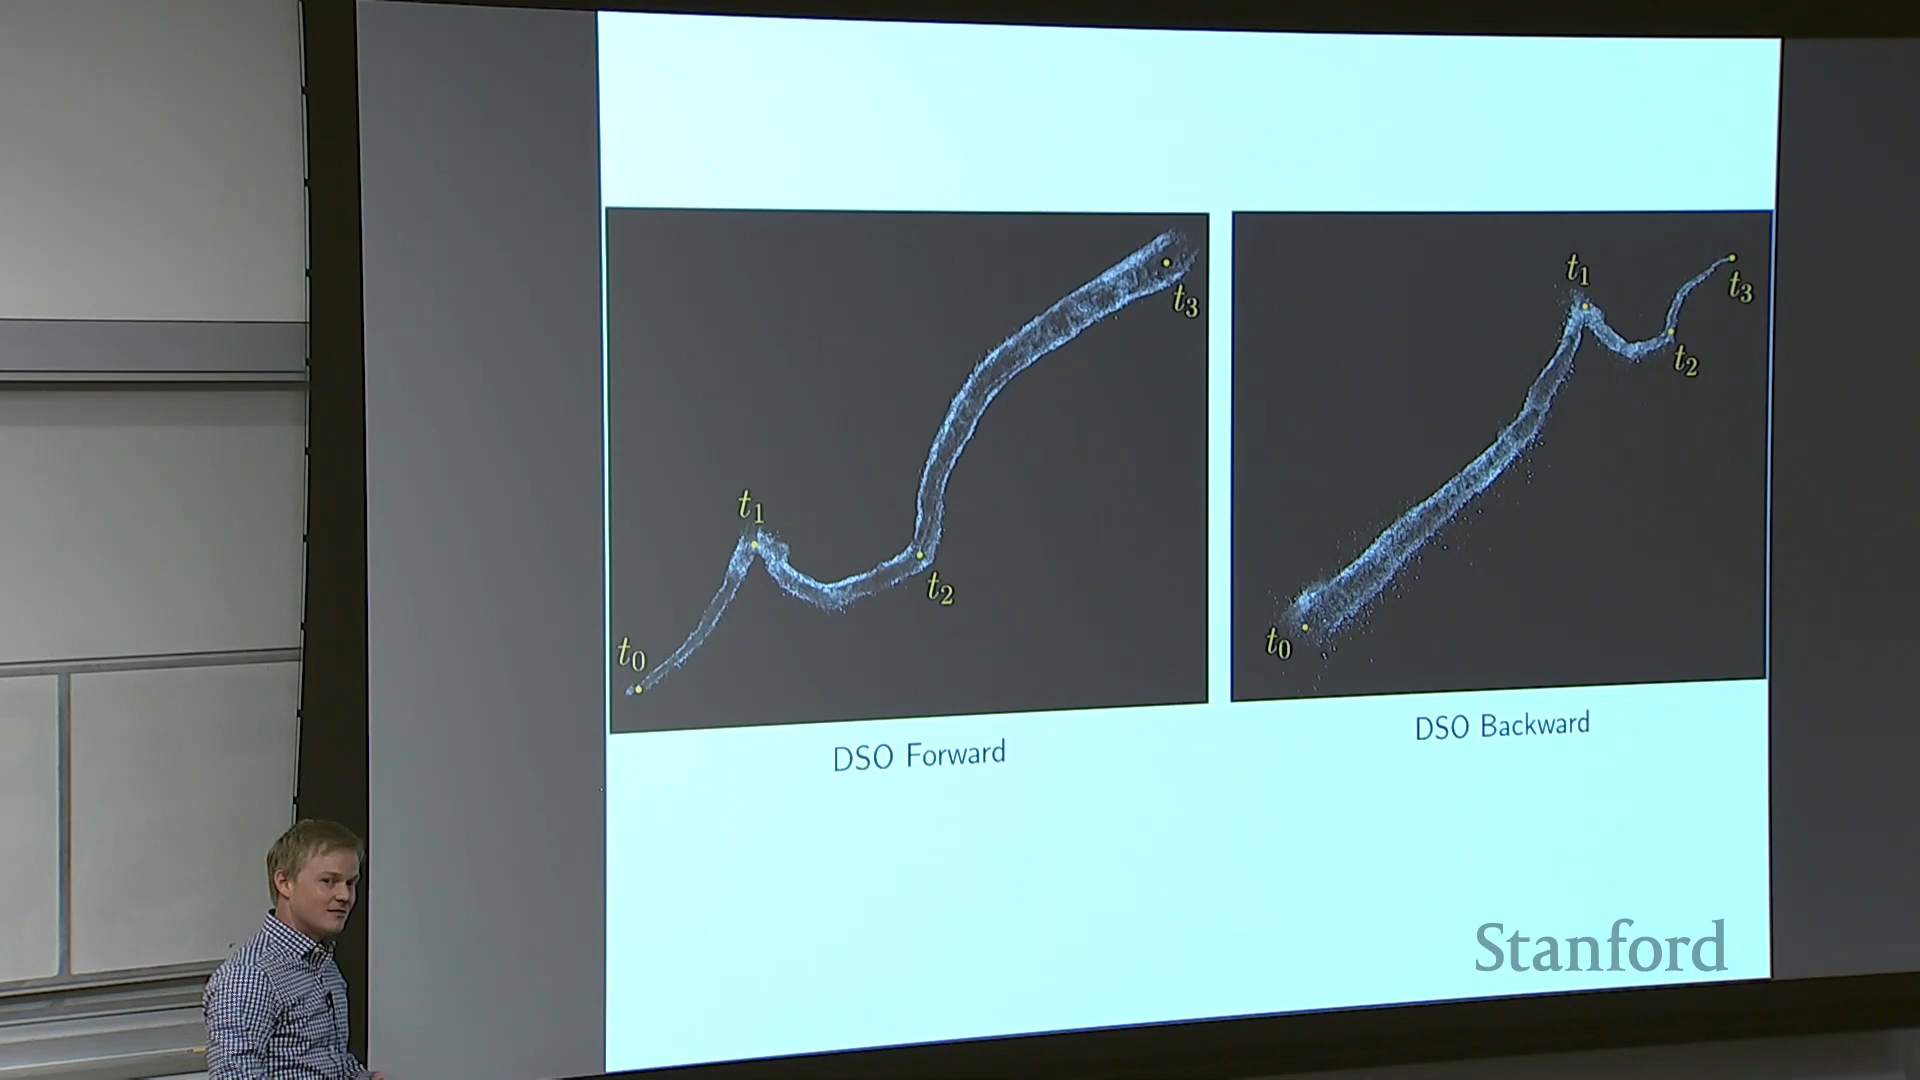 t₁
t₀
t₂
t₃
DSO Forward
t₁
t₃
t₂
t₀
DSO Backward
Stanford